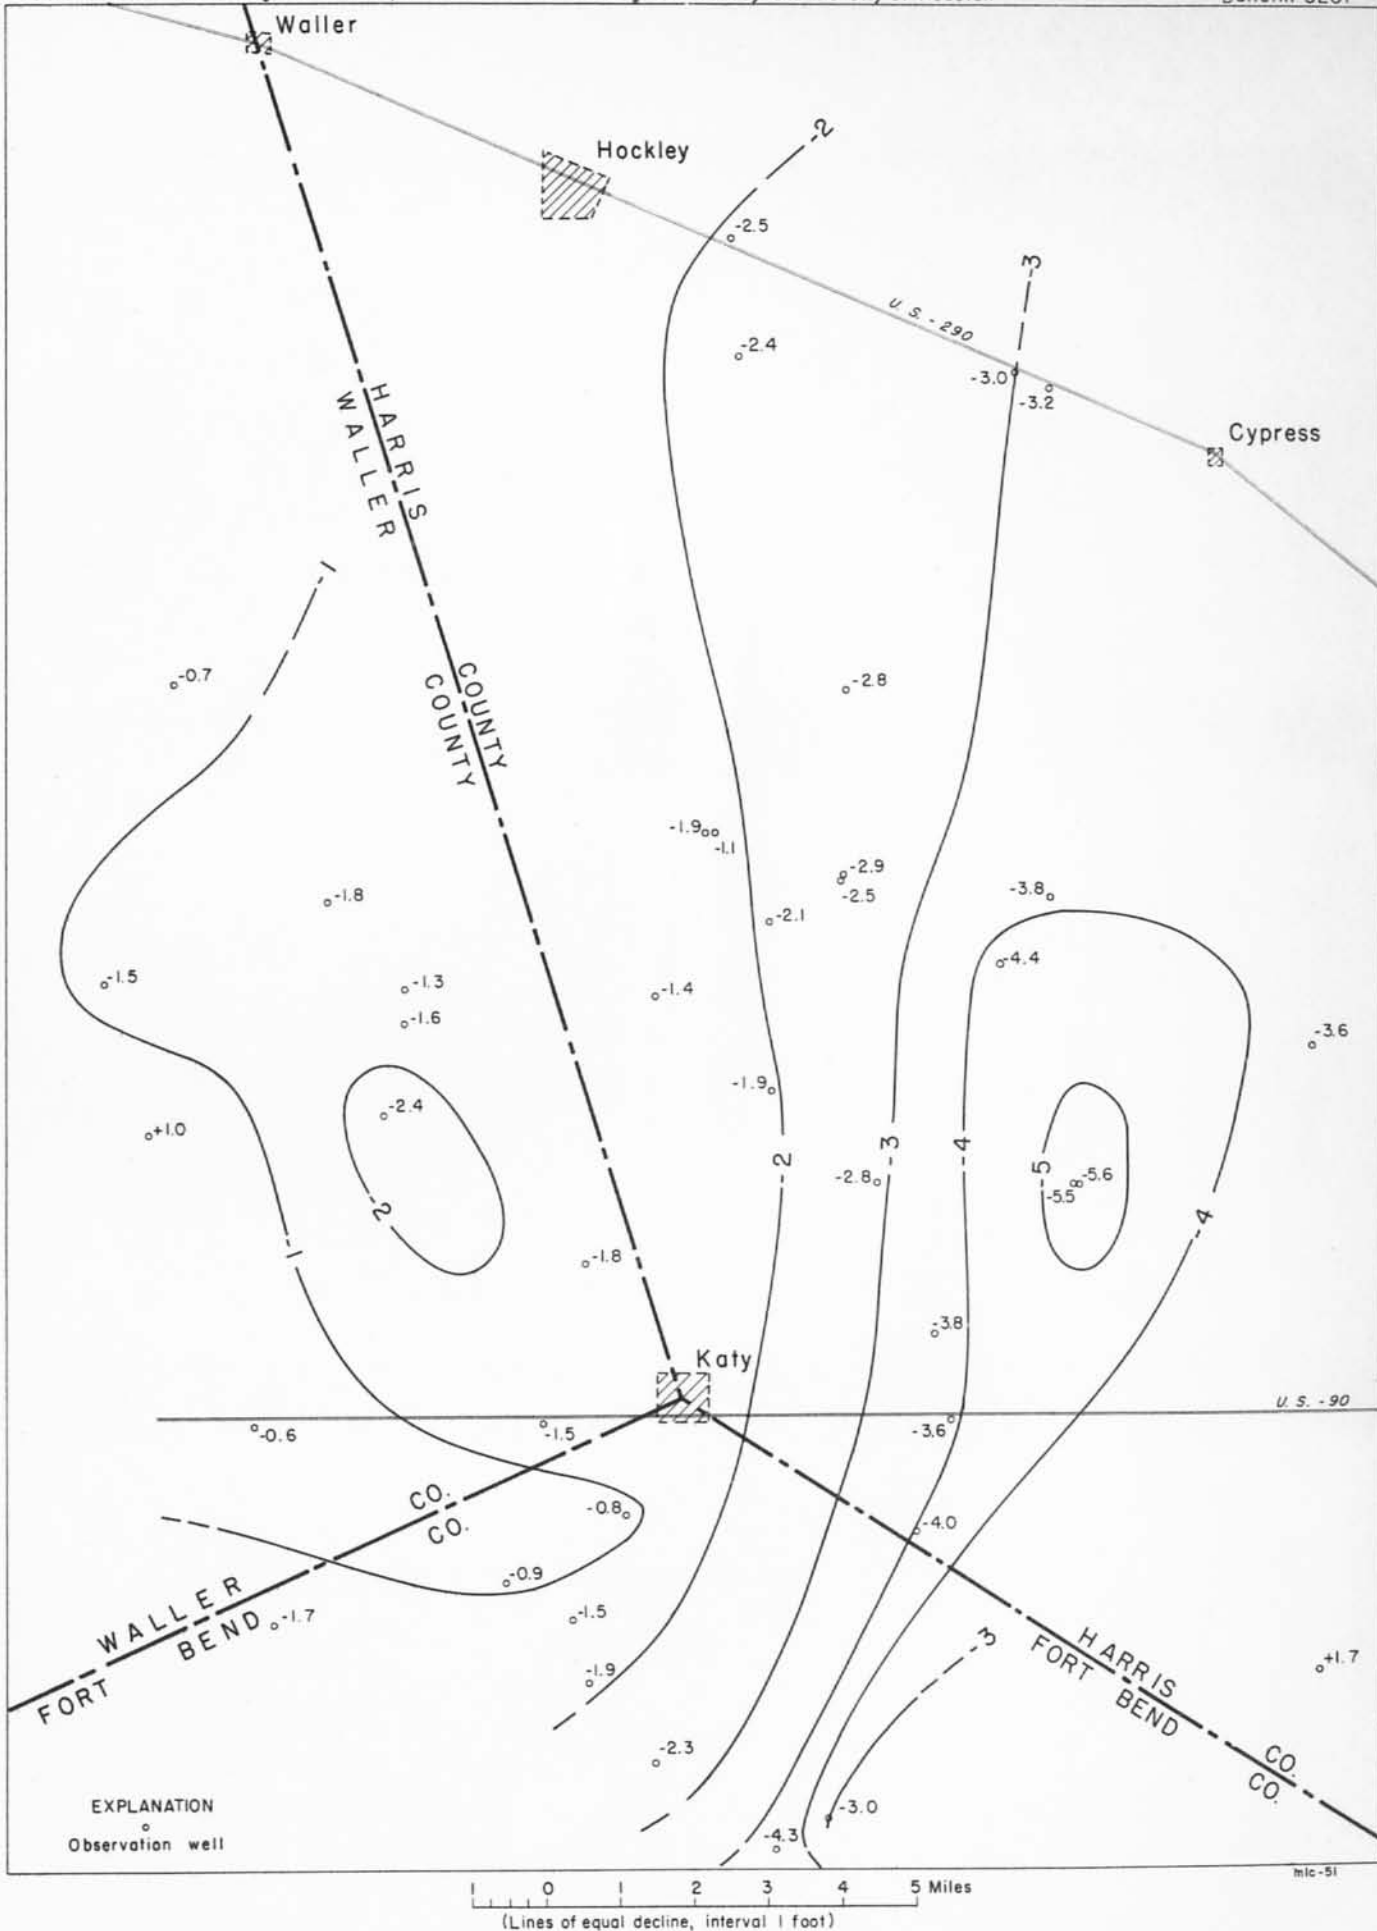 Waller
Hockley
-2
-2.5
-3
U. S. - 290
-2.4
-3.0
-3.2
Cypress
HARRIS
WALLER
-1
-0.7
COUNTY
COUNTY
-2.8
-1.9
-1.1
-2.9
-2.5
-1.8
-3.8
-2.1
-4.4
-1.5
-1.3
-1.4
-1.6
-3.6
-1.9
-2.4
+1.0
-2
-3
-4
-5
-5.6
-5.5
-2.8
-2
-4
-1
-1.8
-3.8
Katy
U. S. - 90
-0.6
-1.5
-3.6
CO.
CO.
-0.8
-4.0
-0.9
WALLER
BEND
-1.7
-1.5
-3
HARRIS
FORT BEND
+1.7
FORT
-1.9
-2.3
CO.
CO.
EXPLANATION
Observation well
-3.0
-4.3
mlc-51
1 0 1 2 3 4 5 Miles
(Lines of equal decline, interval 1 foot)